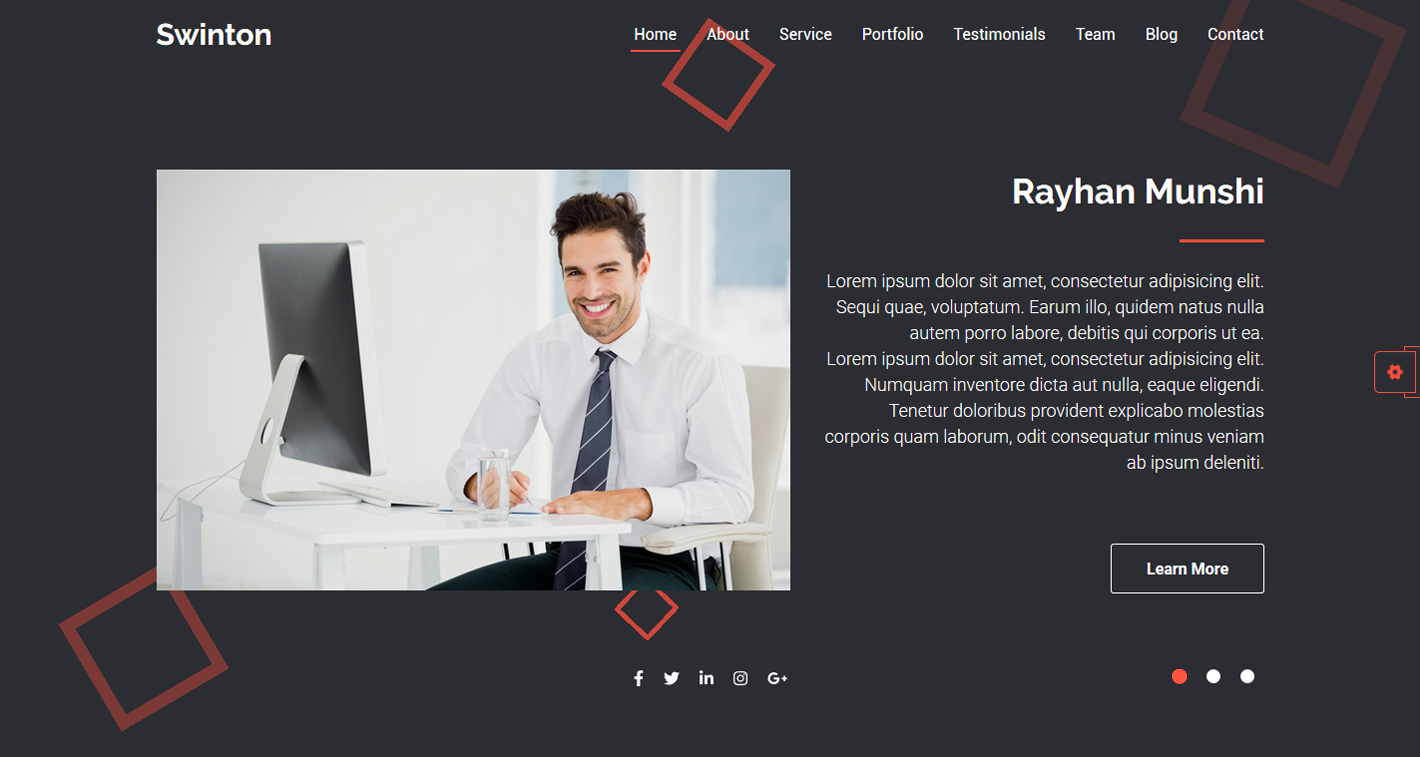 Swinton
Home About Service Portfolio Testimonials Team Blog Contact
Rayhan Munshi
Lorem ipsum dolor sit amet, consectetur adipisicing elit.
Sequi quae, voluptatum. Earum illo, quidem natus nulla
autem porro labore, debitis qui corporis ut ea.
Lorem ipsum dolor sit amet, consectetur adipisicing elit.
Numquam inventore dicta aut nulla, eaque eligendi.
Tenetur doloribus provident explicabo molestias
corporis quam laborum, odit consequatur minus veniam
ab ipsum deleniti.
Learn More